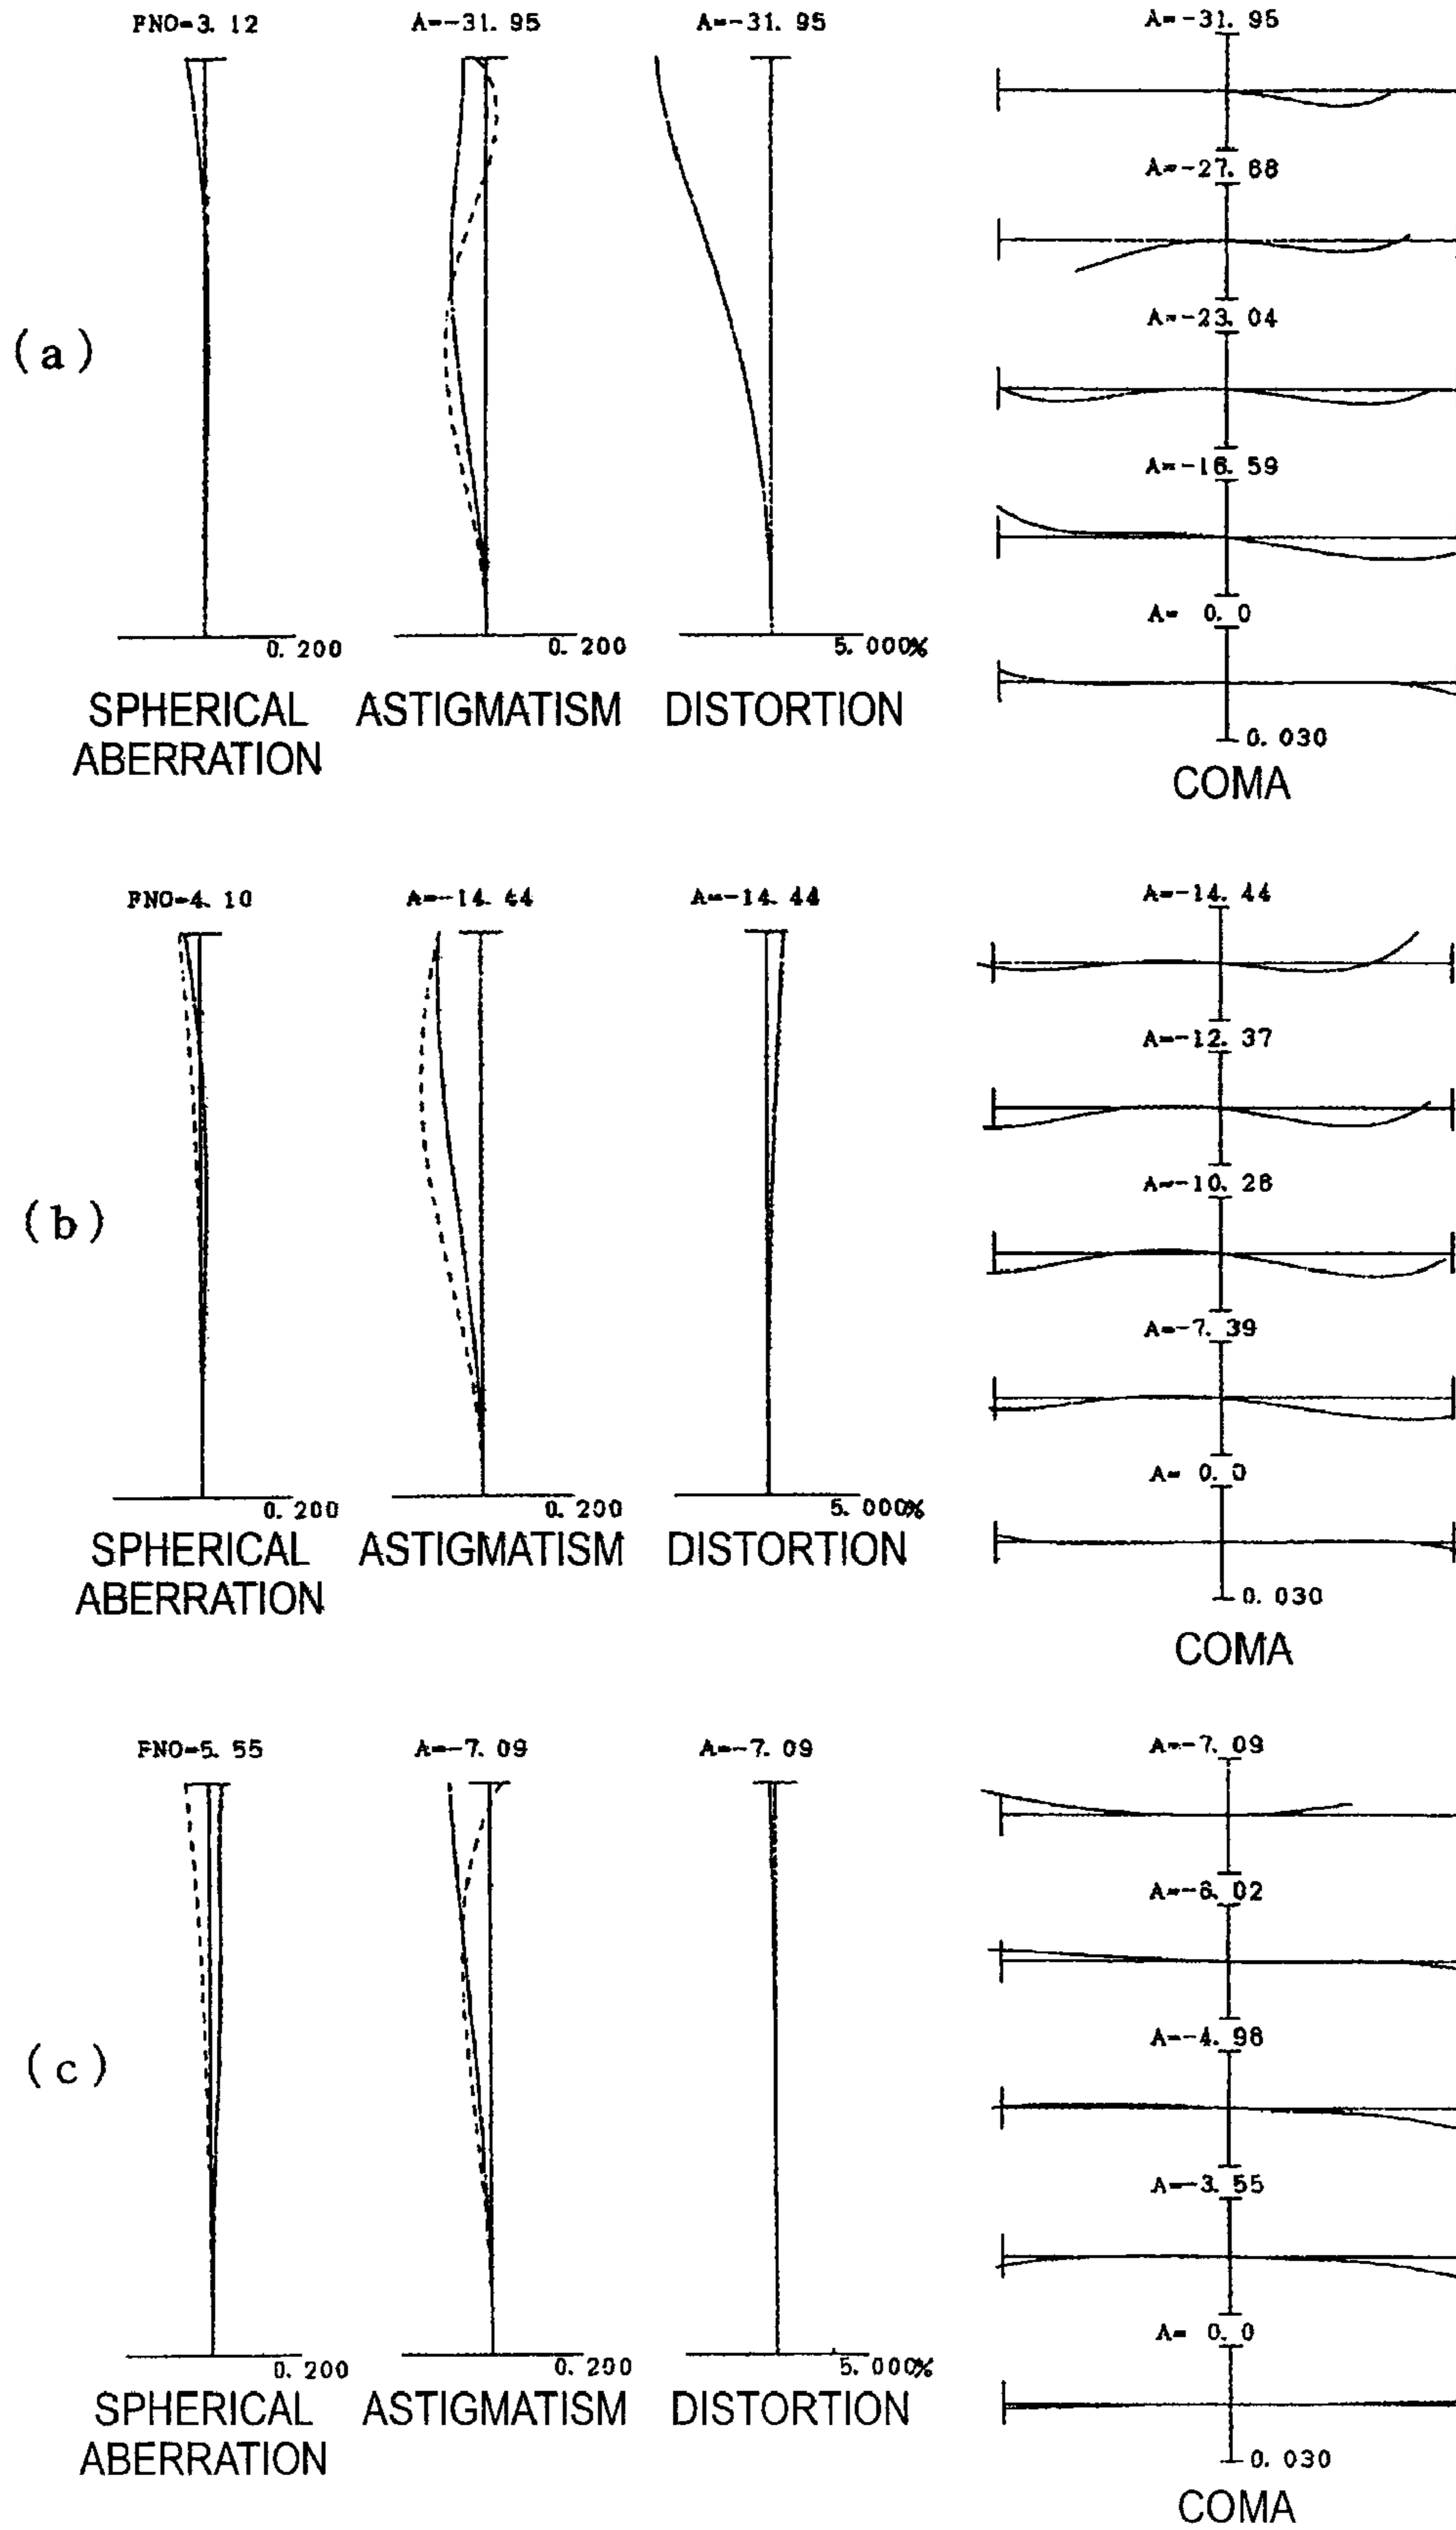 FNO=3. 12
A=-31. 95
A=-31. 95
A=-31. 95
A=-27. 88
A=-23. 04
A=-16. 59
A= 0. 0
(a)
0. 200
0. 200
5. 000%
0. 030
SPHERICAL
ABERRATION
ASTIGMATISM
DISTORTION
COMA
FNO=4. 10
A=-14. 44
A=-14. 44
A=-14. 44
A=-12. 37
A=-10. 28
A=-7. 39
A= 0. 0
(b)
0. 200
0. 200
5. 000%
0. 030
SPHERICAL
ABERRATION
ASTIGMATISM
DISTORTION
COMA
FNO=5. 55
A=-7. 09
A=-7. 09
A=-7. 09
A=-6. 02
A=-4. 98
A=-3. 55
A= 0. 0
(c)
0. 200
0. 200
5. 000%
0. 030
SPHERICAL
ABERRATION
ASTIGMATISM
DISTORTION
COMA